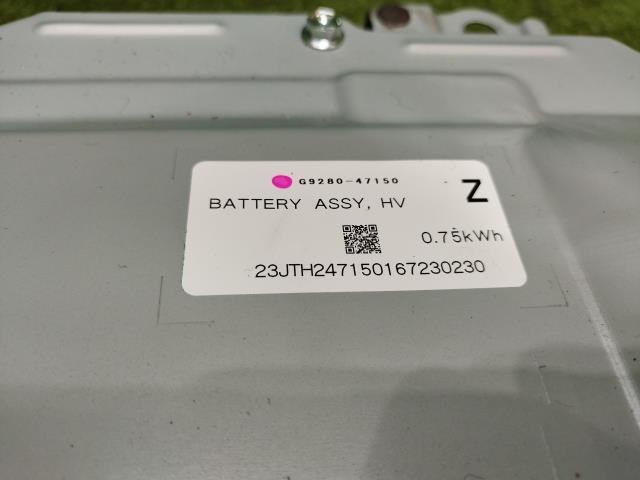 G9280-47150
Z
BATTERY ASSY, HV
0.75kWh
23JTH247150167230230